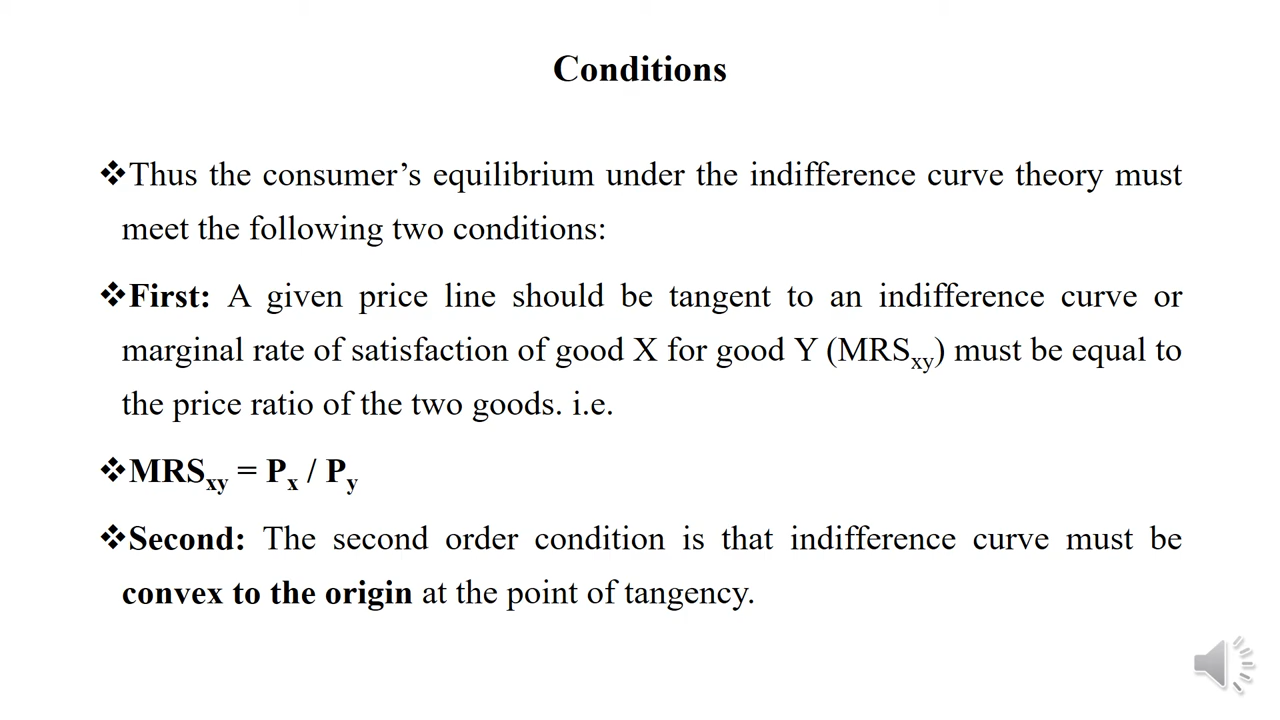 Conditions
❖Thus the consumer’s equilibrium under the indifference curve theory must
meet the following two conditions:
❖First: A given price line should be tangent to an indifference curve or
marginal rate of satisfaction of good X for good Y (MRSxy) must be equal to
the price ratio of the two goods. i.e.
❖MRSxy = Px / Py
❖Second: The second order condition is that indifference curve must be
convex to the origin at the point of tangency.